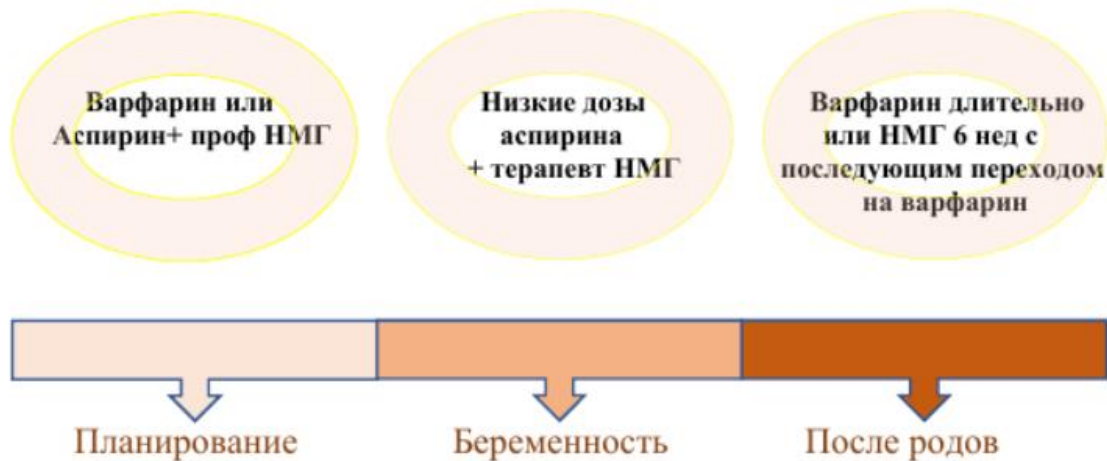 Варфарин или
Аспирин+ проф НМГ
Низкие дозы
аспирина
+ терапевт НМГ
Варфарин длительно
или НМГ 6 нед с
последующим переходом
на варфарин
Планирование
Беременность
После родов